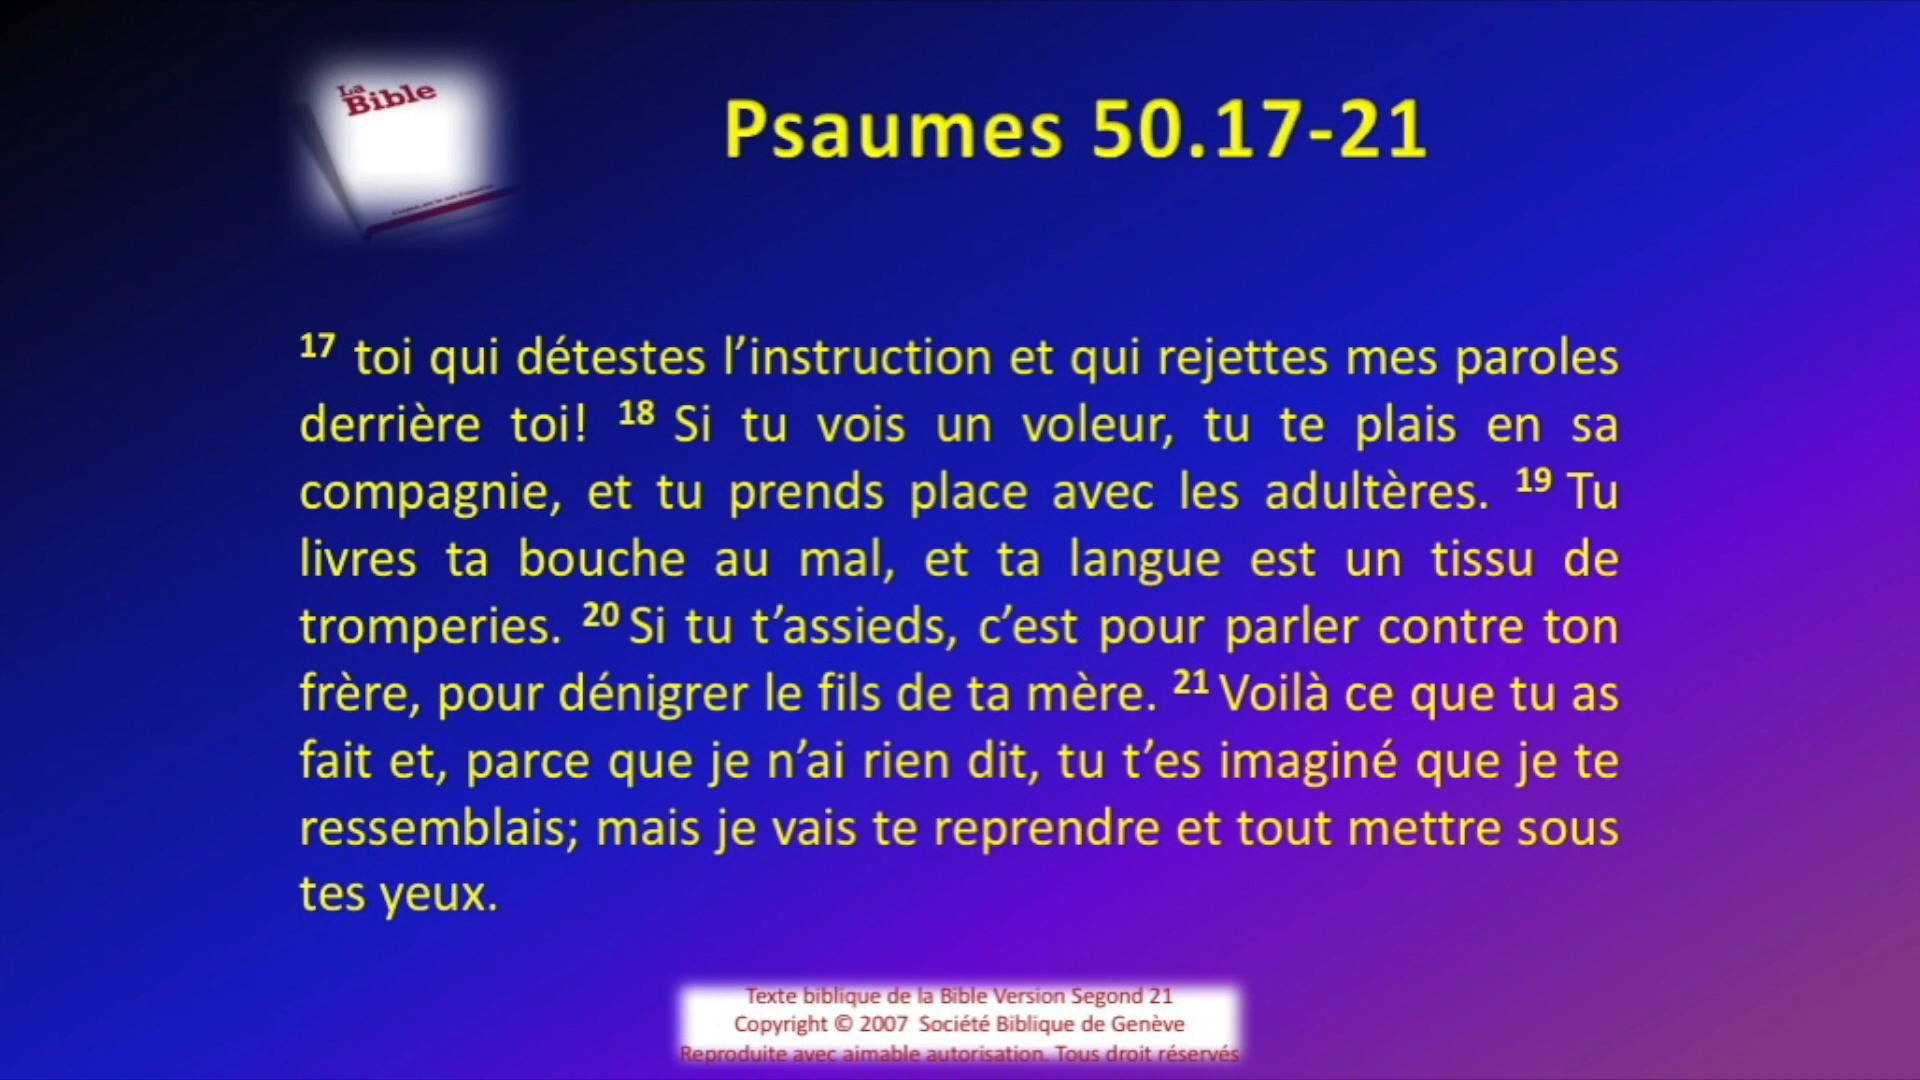 La
Bible
Psaumes 50.17-21
17 toi qui détestes l’instruction et qui rejettes mes paroles
derrière toi! 18 Si tu vois un voleur, tu te plais en sa
compagnie, et tu prends place avec les adultères. 19 Tu
livres ta bouche au mal, et ta langue est un tissu de
tromperies. 20 Si tu t’assieds, c’est pour parler contre ton
frère, pour dénigrer le fils de ta mère. 21 Voilà ce que tu as
fait et, parce que je n’ai rien dit, tu t’es imaginé que je te
ressemblais; mais je vais te reprendre et tout mettre sous
tes yeux.
Texte biblique de la Bible Version Segond 21
Copyright © 2007 Société Biblique de Genève
Reproduite avec aimable autorisation. Tous droit réservés